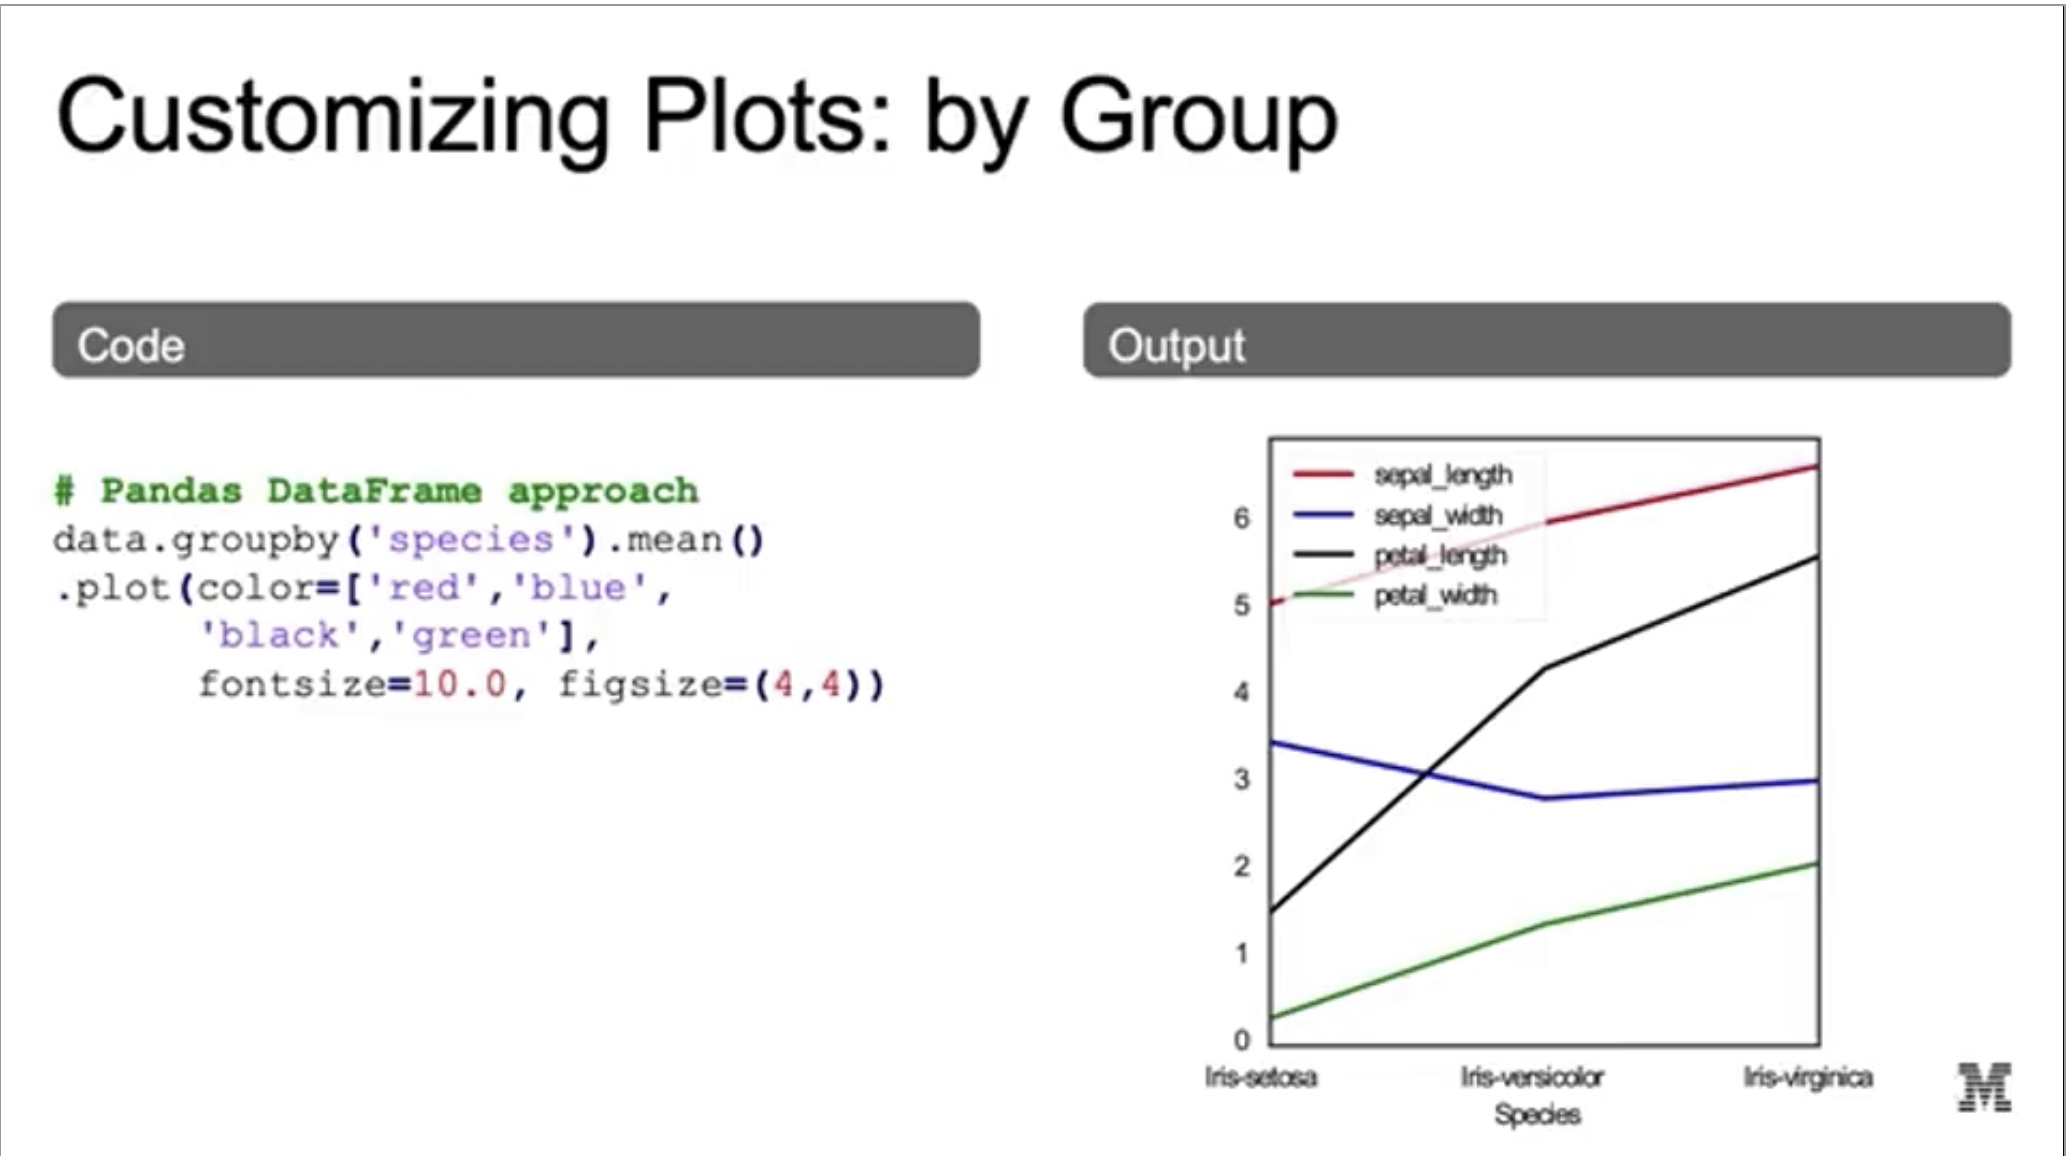 Customizing Plots: by Group
Code
# Pandas DataFrame approach
data.groupby('species').mean()
.plot(color=['red','blue',
'black','green'],
fontsize=10.0, figsize=(4,4))
Output
sepal_length
sepal_width
petal_length
petal_width
6
5
4
3
2
1
0
Iris-setosa Iris-versicolor Iris-virginica
Species
M